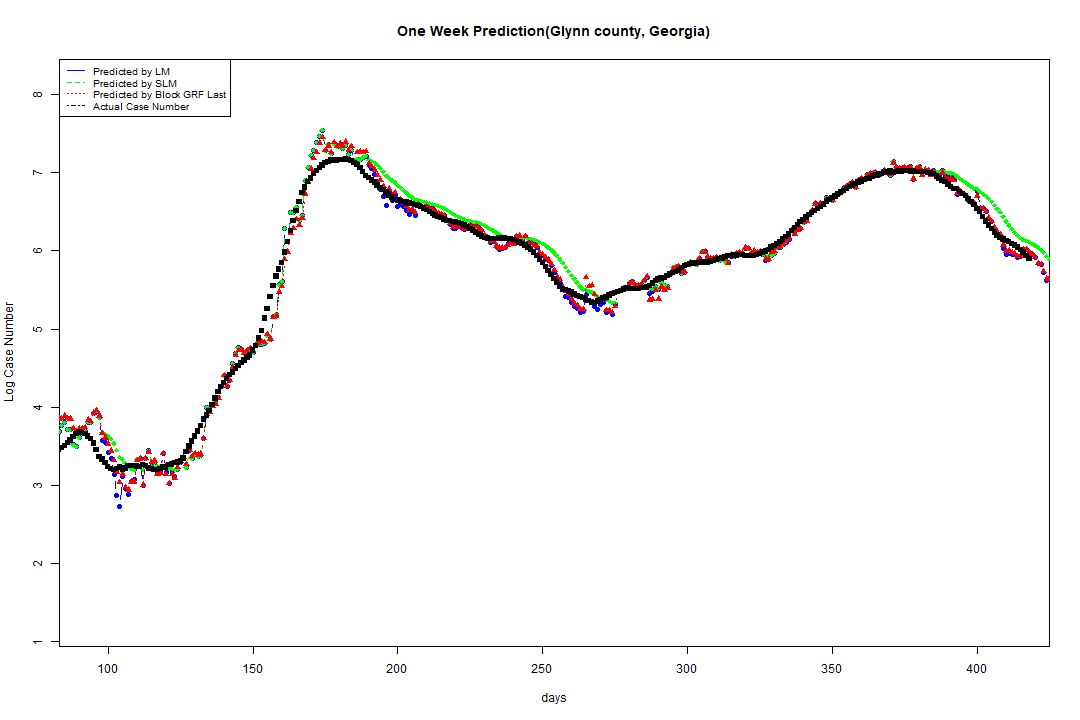 One Week Prediction(Glynn county, Georgia)
Predicted by LM
Predicted by SLM
Predicted by Block GRF Last
Actual Case Number
8
7
6
5
4
3
2
1
Log Case Number
100 150 200 250 300 350 400
days